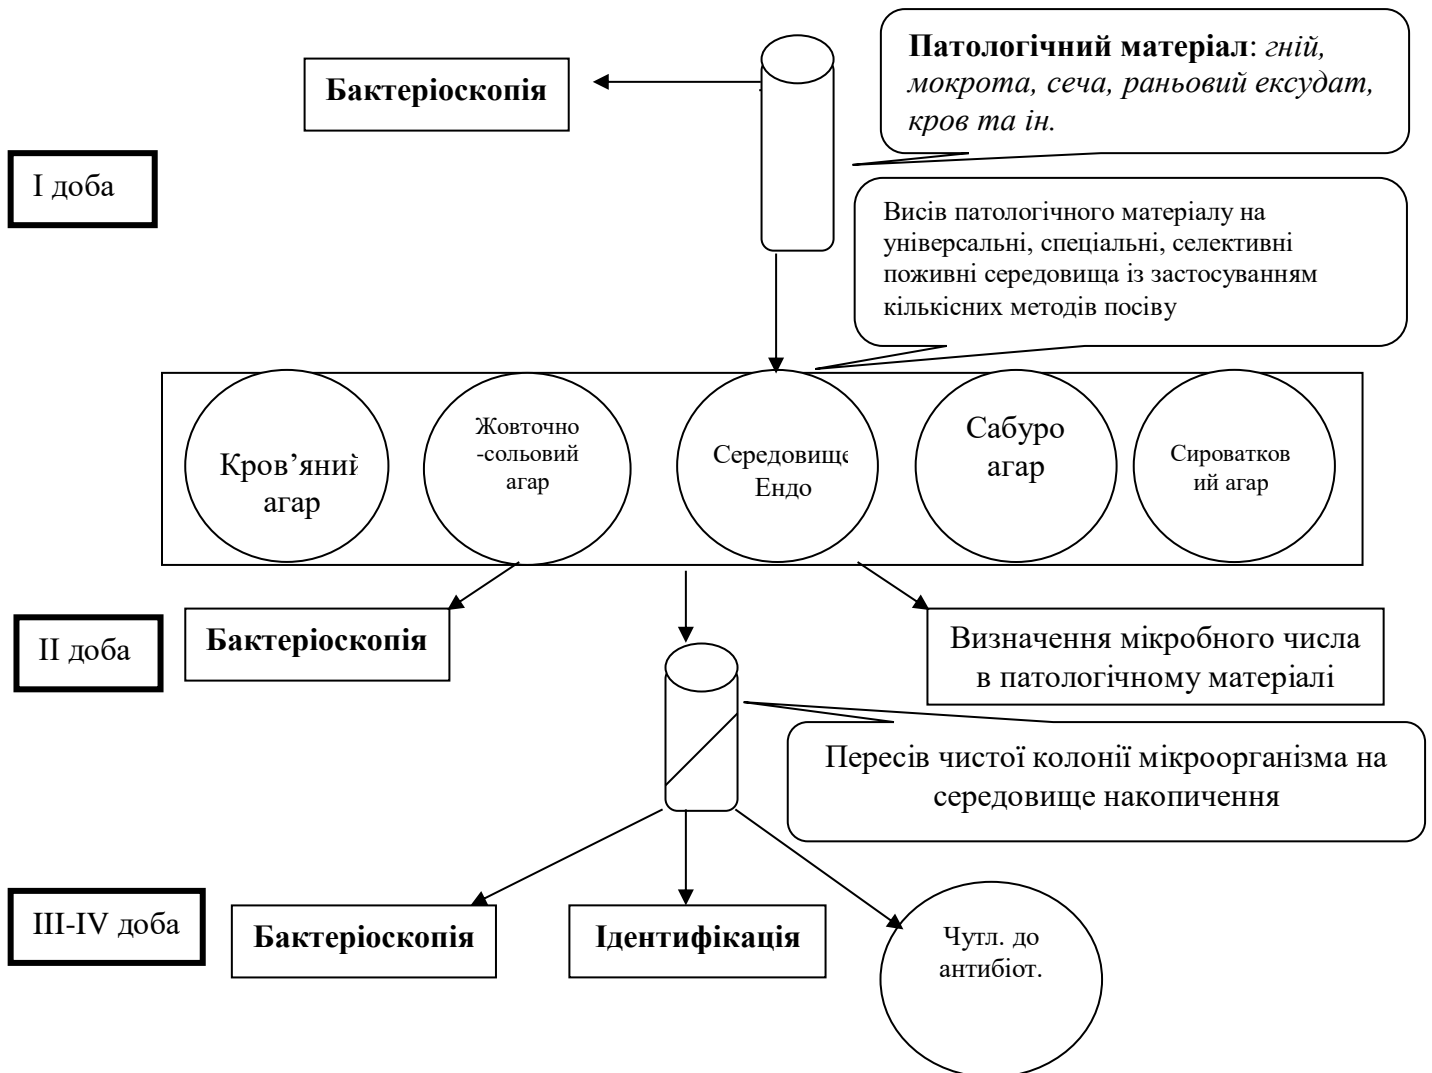 Патологічний матеріал: гній,
мокрота, сеча, раньовий ексудат,
кров та ін.
Бактеріоскопія
І доба
Висів патологічного матеріалу на
універсальні, спеціальні, селективні
поживні середовища із застосуванням
кількісних методів посіву
Кров’яний
агар
Жовточно
-сольовий
агар
Середовище
Ендо
Сабуро
агар
Сироватков
ий агар
ІІ доба
Бактеріоскопія
Визначення мікробного числа
в патологічному матеріалі
Пересів чистої колонії мікроорганізма на
середовище накопичення
ІІІ-IV доба
Бактеріоскопія
Ідентифікація
Чутл. до
антибіот.